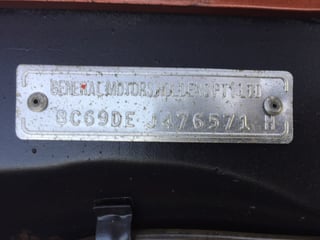 GENERAL MOTORS HOLDEN'S PTY. LTD
8C69DE J476571 M